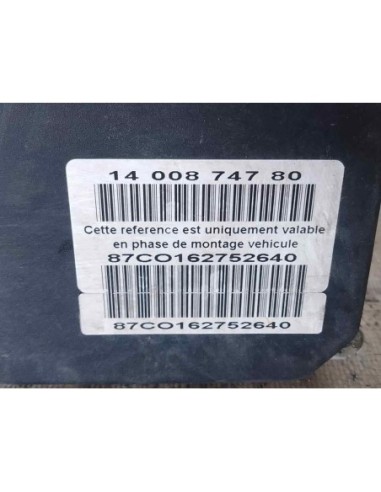 14 008 747 80
Cette reference est uniquement valable
en phase de montage vehicule
87CO162752640
87CO162752640